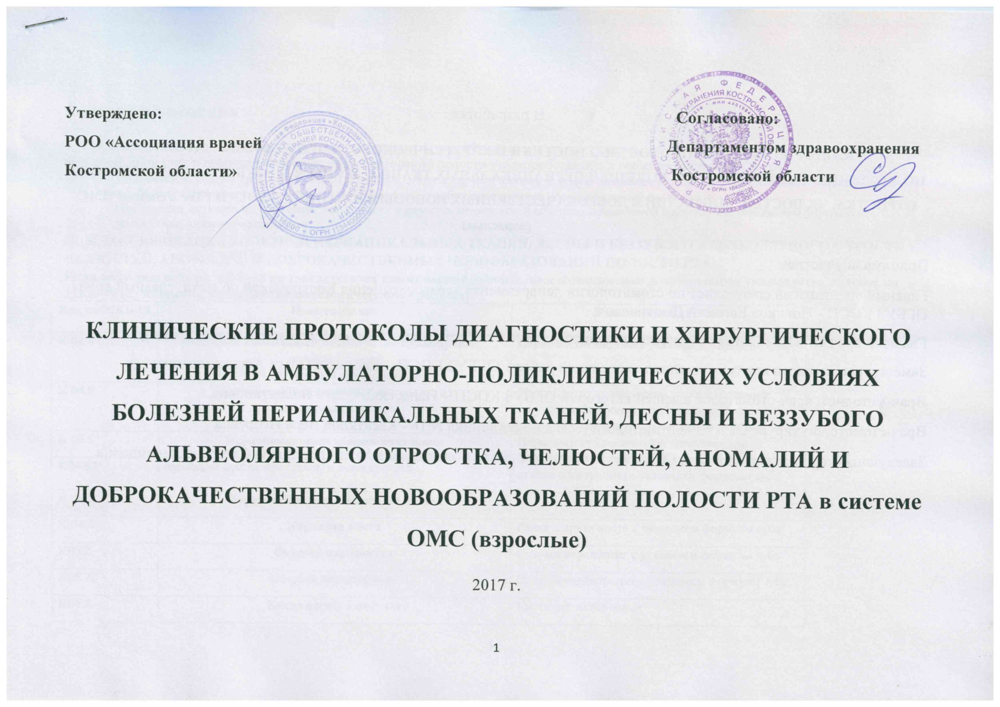 Утверждено:
РОО «Ассоциация врачей
Костромской области»
Согласовано:
Департаментом здравоохранения
Костромской области
КЛИНИЧЕСКИЕ ПРОТОКОЛЫ ДИАГНОСТИКИ И ХИРУРГИЧЕСКОГО
ЛЕЧЕНИЯ В АМБУЛАТОРНО-ПОЛИКЛИНИЧЕСКИХ УСЛОВИЯХ
БОЛЕЗНЕЙ ПЕРИАПИКАЛЬНЫХ ТКАНЕЙ, ДЕСНЫ И БЕЗЗУБОГО
АЛЬВЕОЛЯРНОГО ОТРОСТКА, ЧЕЛЮСТЕЙ, АНОМАЛИЙ И
ДОБРОКАЧЕСТВЕННЫХ НОВООБРАЗОВАНИЙ ПОЛОСТИ РТА в системе
ОМС (взрослые)
2017 г.
1